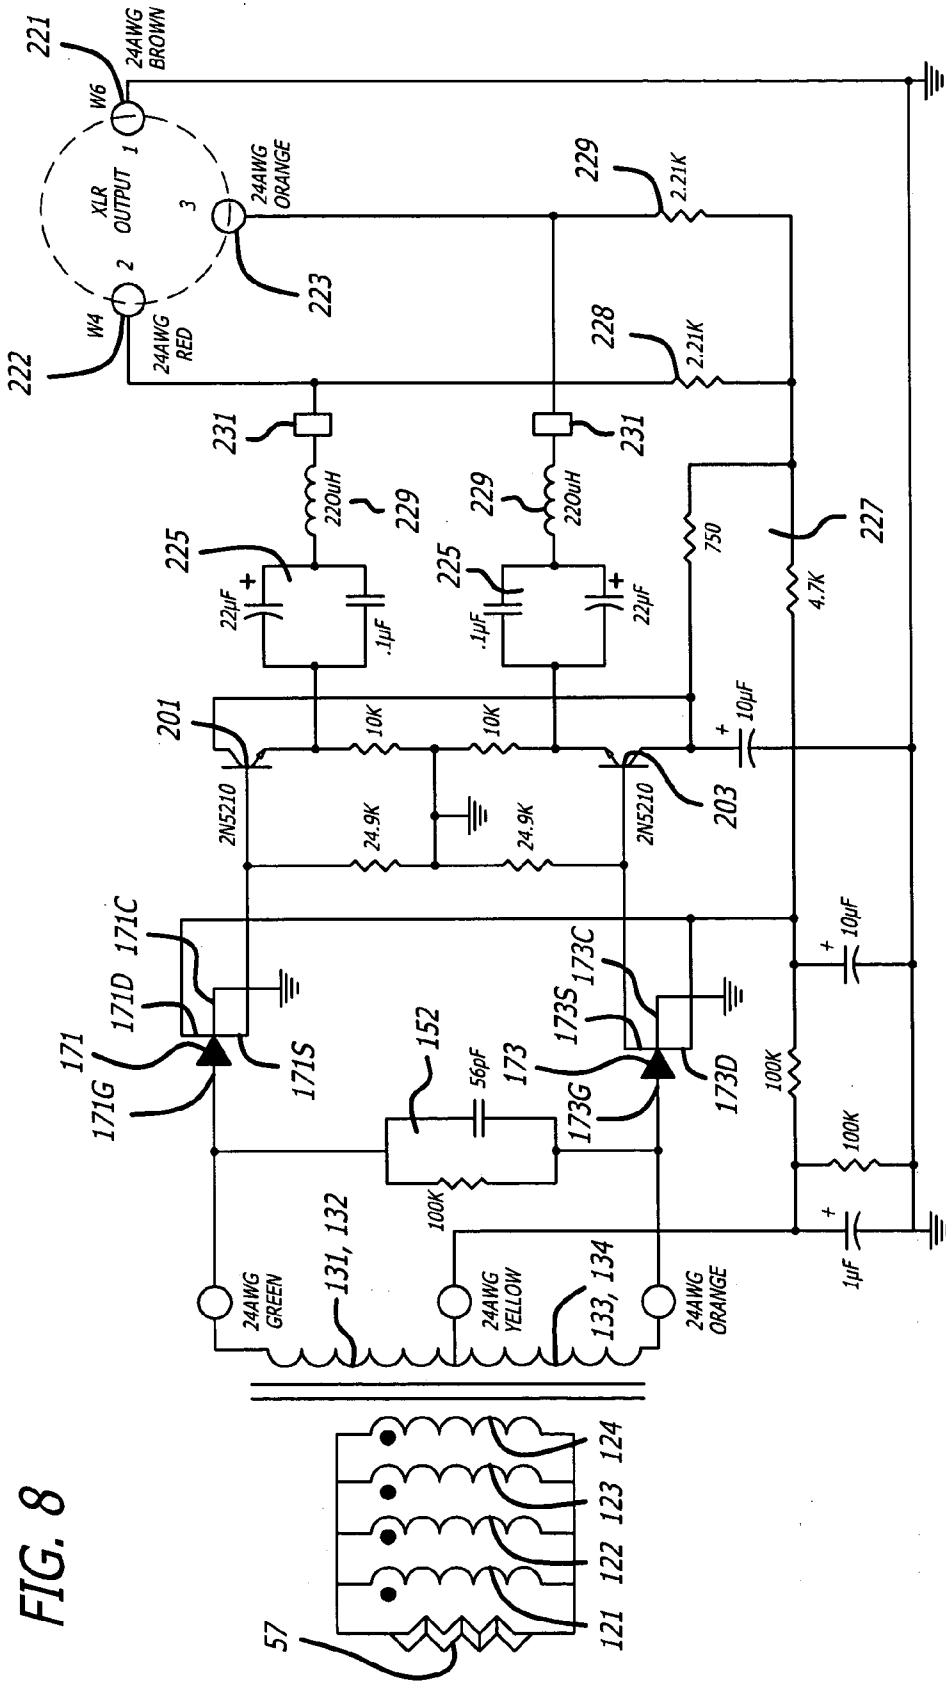 FIG. 8
57
121
122
123
124
131, 132
133, 134
24AWG
GREEN
24AWG
YELLOW
24AWG
ORANGE
171
171G
171D
171C
171S
152
100K
56pF
173
173G
173S
173C
173D
1µF
+
100K
100K
+
10µF
2N5210
201
24.9K
24.9K
10K
10K
2N5210
203
+
10µF
22µF
+
.1µF
225
.1µF
225
22µF
+
220uH
229
220uH
229
231
231
750
4.7K
227
228
2.21K
229
2.21K
222
W4
24AWG
RED
2
XLR
OUTPUT
1
3
W6
221
24AWG
BROWN
24AWG
ORANGE
223